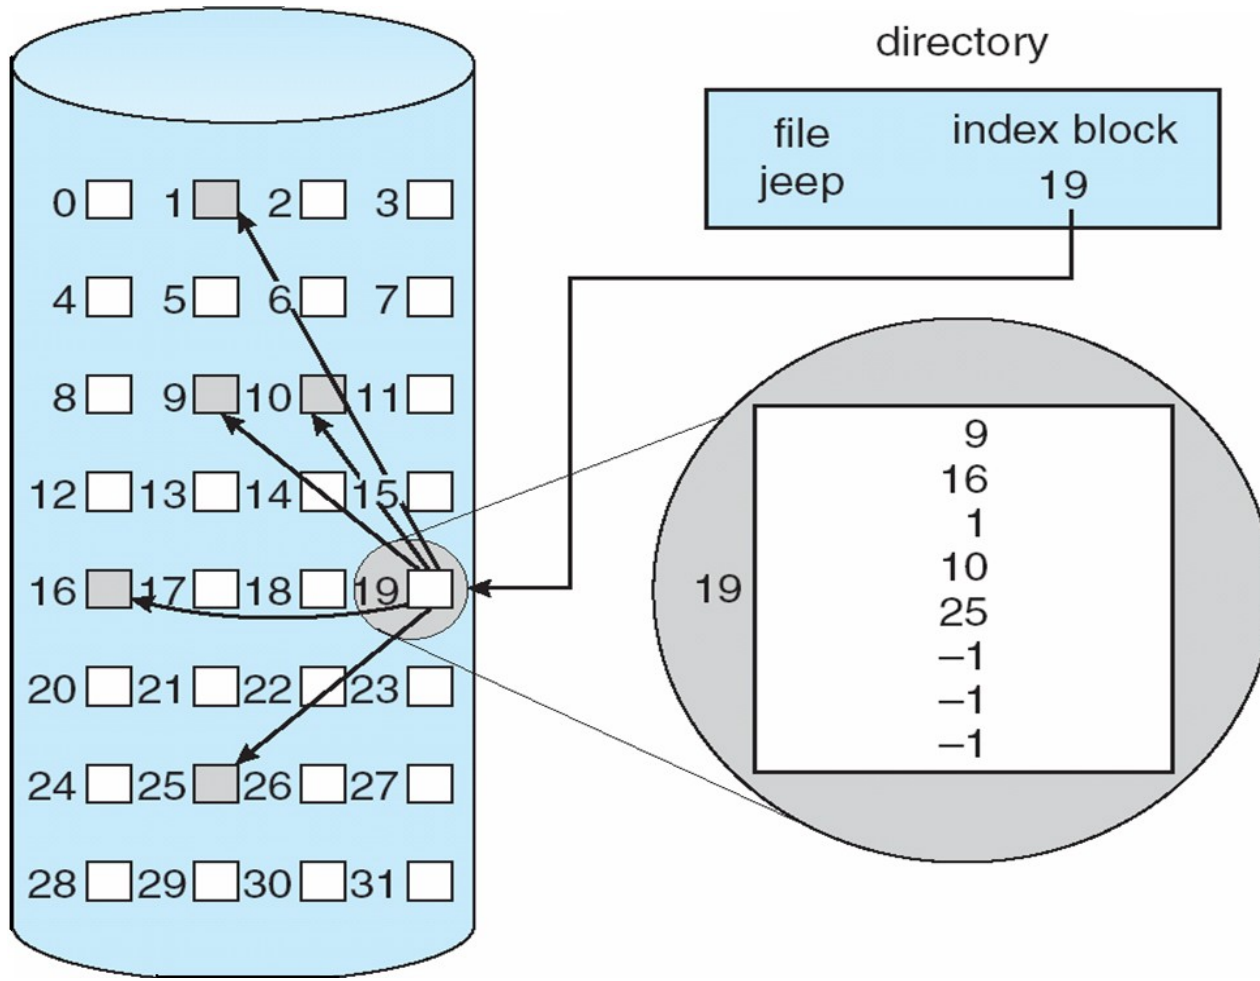 directory
file index block
jeep 19
0 1 2 3
4 5 6 7
8 9 10 11
12 13 14 15
16 17 18 19
20 21 22 23
24 25 26 27
28 29 30 31
19
9
16
1
10
25
–1
–1
–1